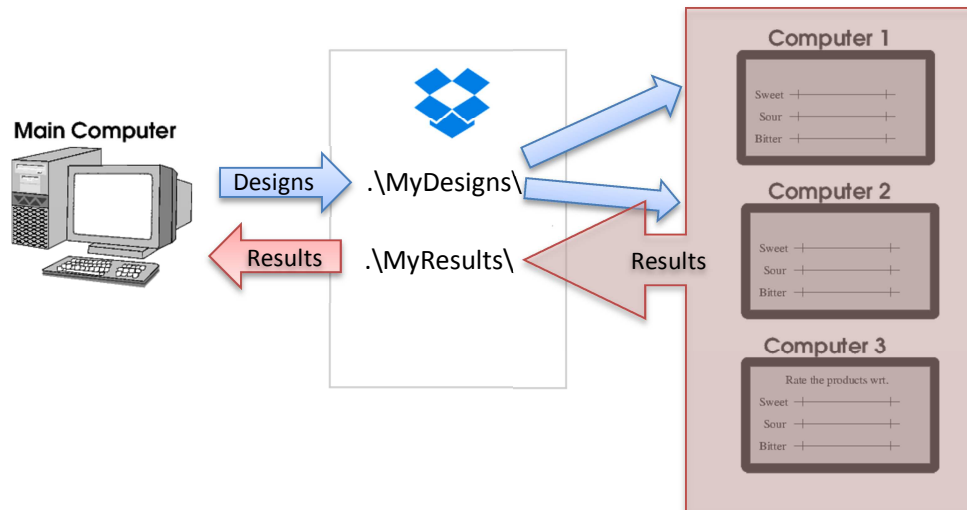 Main Computer
Designs
.\MyDesigns\
Results
.\MyResults\
Results
Computer 1
Sweet
Sour
Bitter
Computer 2
Sweet
Sour
Bitter
Computer 3
Rate the products wrt.
Sweet
Sour
Bitter